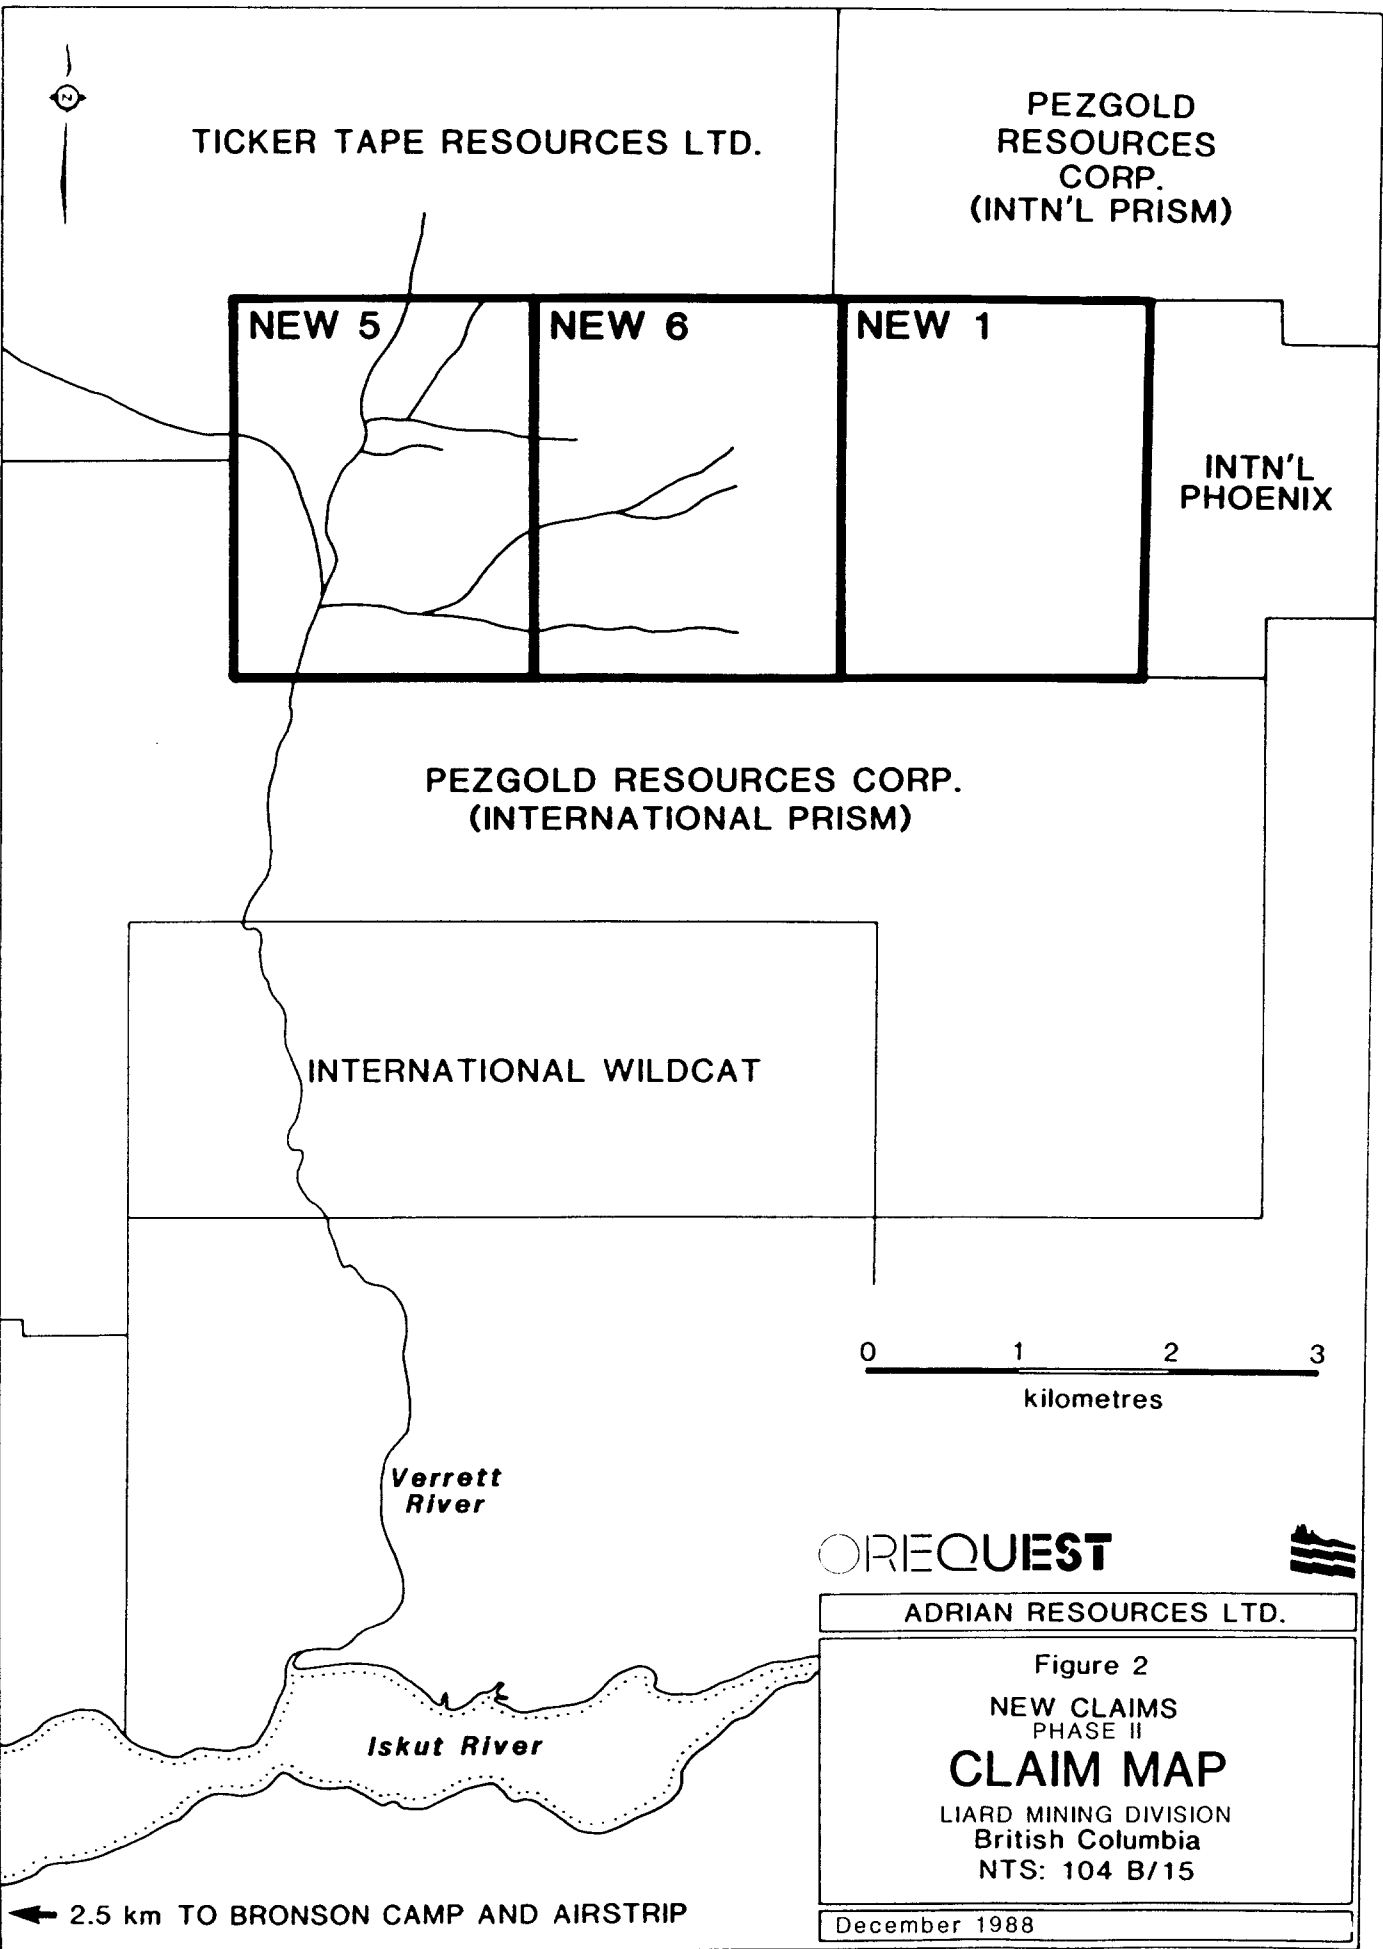 N
TICKER TAPE RESOURCES LTD.
PEZGOLD
RESOURCES
CORP.
(INTN'L PRISM)
NEW 5
NEW 6
NEW 1
INTN'L
PHOENIX
PEZGOLD RESOURCES CORP.
(INTERNATIONAL PRISM)
INTERNATIONAL WILDCAT
0 1 2 3
kilometres
Verrett
River
Iskut River
OREQUEST
ADRIAN RESOURCES LTD.
Figure 2
NEW CLAIMS
PHASE II
CLAIM MAP
LIARD MINING DIVISION
British Columbia
NTS: 104 B/15
December 1988
2.5 km TO BRONSON CAMP AND AIRSTRIP